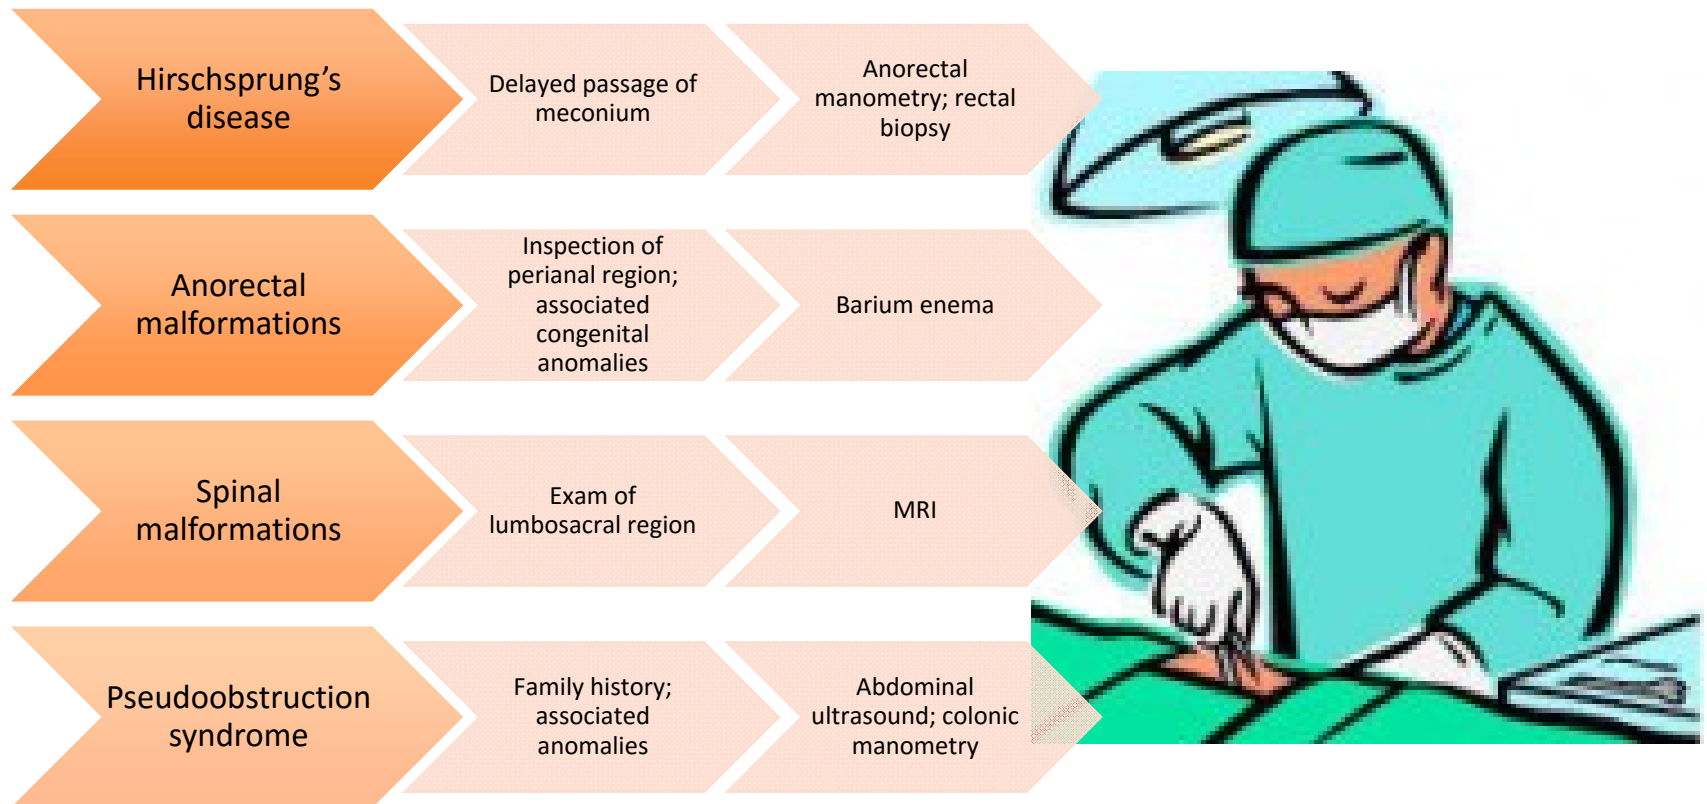 Hirschsprung’s
disease
Delayed passage of
meconium
Anorectal
manometry; rectal
biopsy
Anorectal
malformations
Inspection of
perianal region;
associated
congenital
anomalies
Barium enema
Spinal
malformations
Exam of
lumbosacral region
MRI
Pseudoobstruction
syndrome
Family history;
associated
anomalies
Abdominal
ultrasound; colonic
manometry